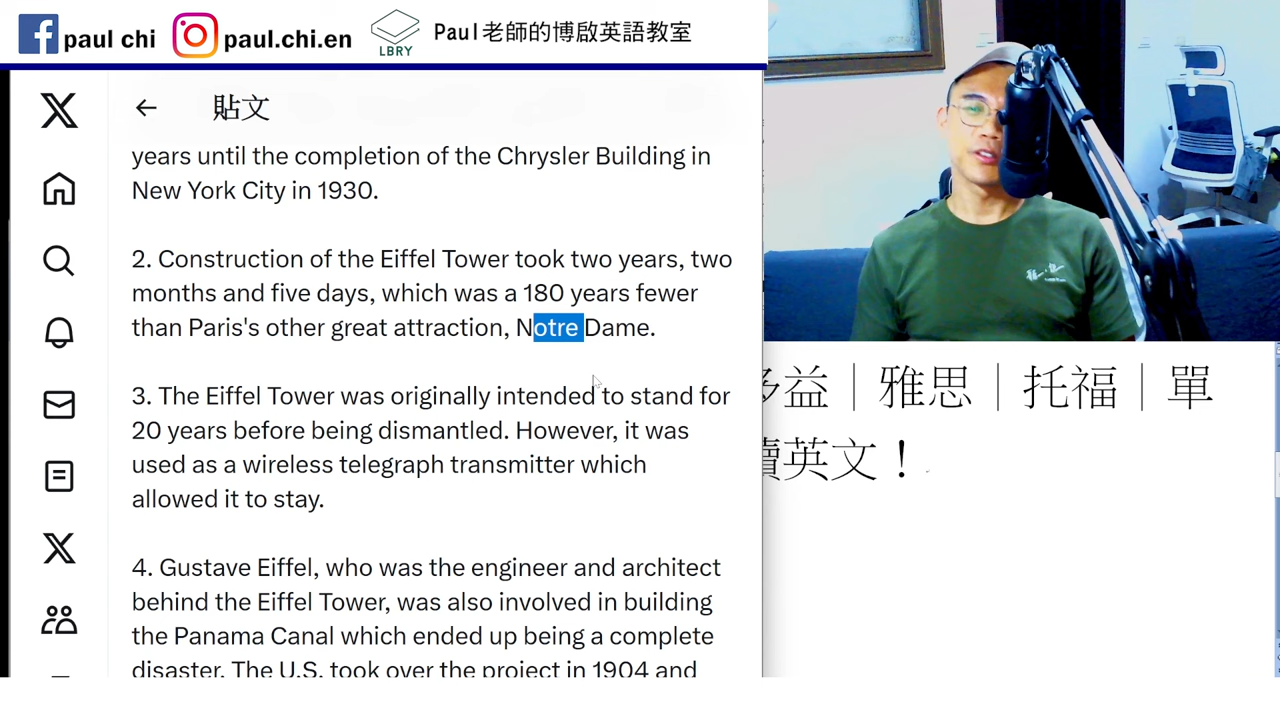 paul chi
paul.chi.en
LBRY
Paul老師的博啟英語教室
貼文
years until the completion of the Chrysler Building in
New York City in 1930.
2. Construction of the Eiffel Tower took two years, two
months and five days, which was a 180 years fewer
than Paris's other great attraction, Notre Dame.
3. The Eiffel Tower was originally intended to stand for
20 years before being dismantled. However, it was
used as a wireless telegraph transmitter which
allowed it to stay.
4. Gustave Eiffel, who was the engineer and architect
behind the Eiffel Tower, was also involved in building
the Panama Canal which ended up being a complete
disaster. The U.S. took over the project in 1904 and
多益｜雅思｜托福｜單
讀英文！